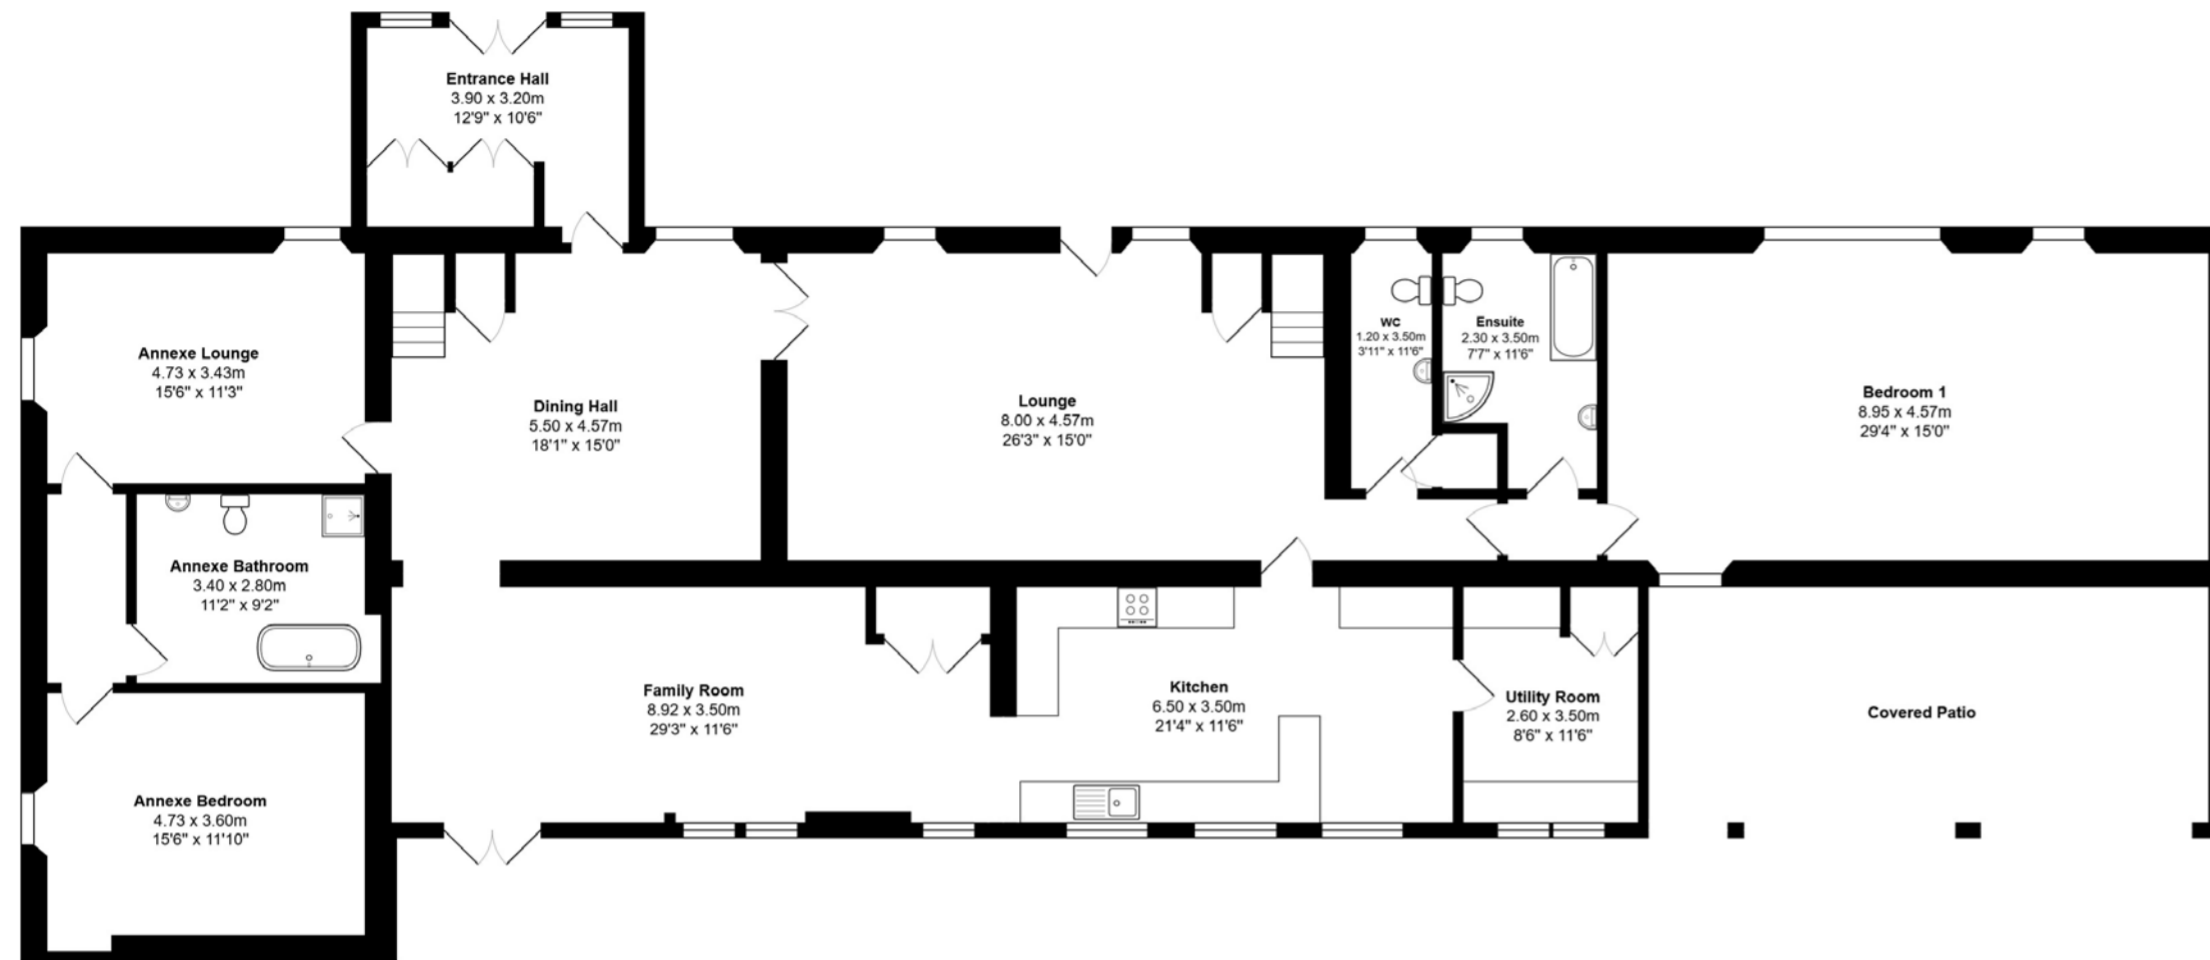 Entrance Hall
3.90 x 3.20m
12'9" x 10'6"
Annexe Lounge
4.73 x 3.43m
15'6" x 11'3"
Dining Hall
5.50 x 4.57m
18'1" x 15'0"
Lounge
8.00 x 4.57m
26'3" x 15'0"
WC
1.20 x 3.50m
3'11" x 11'6"
Ensuite
2.30 x 3.50m
7'7" x 11'6"
Bedroom 1
8.95 x 4.57m
29'4" x 15'0"
Annexe Bathroom
3.40 x 2.80m
11'2" x 9'2"
Family Room
8.92 x 3.50m
29'3" x 11'6"
Kitchen
6.50 x 3.50m
21'4" x 11'6"
Utility Room
2.60 x 3.50m
8'6" x 11'6"
Covered Patio
Annexe Bedroom
4.73 x 3.60m
15'6" x 11'10"